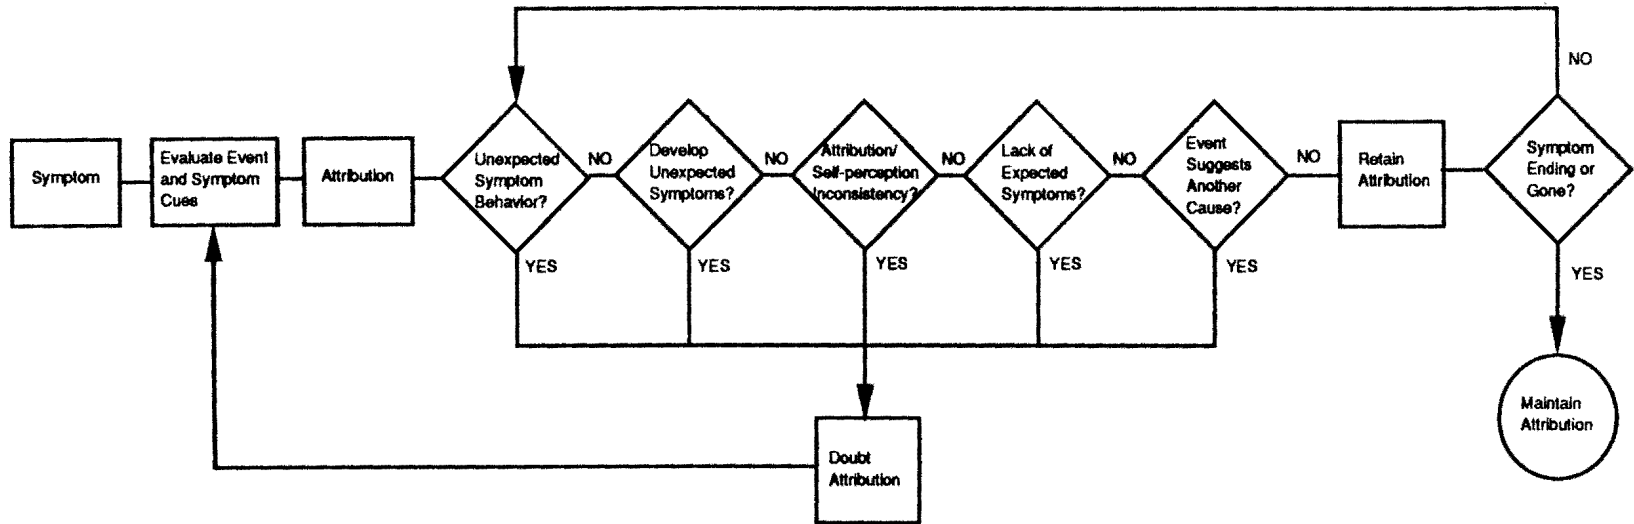 NO
Symptom
Evaluate Event
and Symptom
Cues
Attribution
Unexpected
Symptom
Behavior?
NO
Develop
Unexpected
Symptoms?
NO
Attribution/
Self-perception
Inconsistency?
NO
Lack of
Expected
Symptoms?
NO
Event
Suggests
Another
Cause?
NO
Retain
Attribution
Symptom
Ending or
Gone?
YES
YES
YES
YES
YES
YES
Maintain
Attribution
Doubt
Attribution